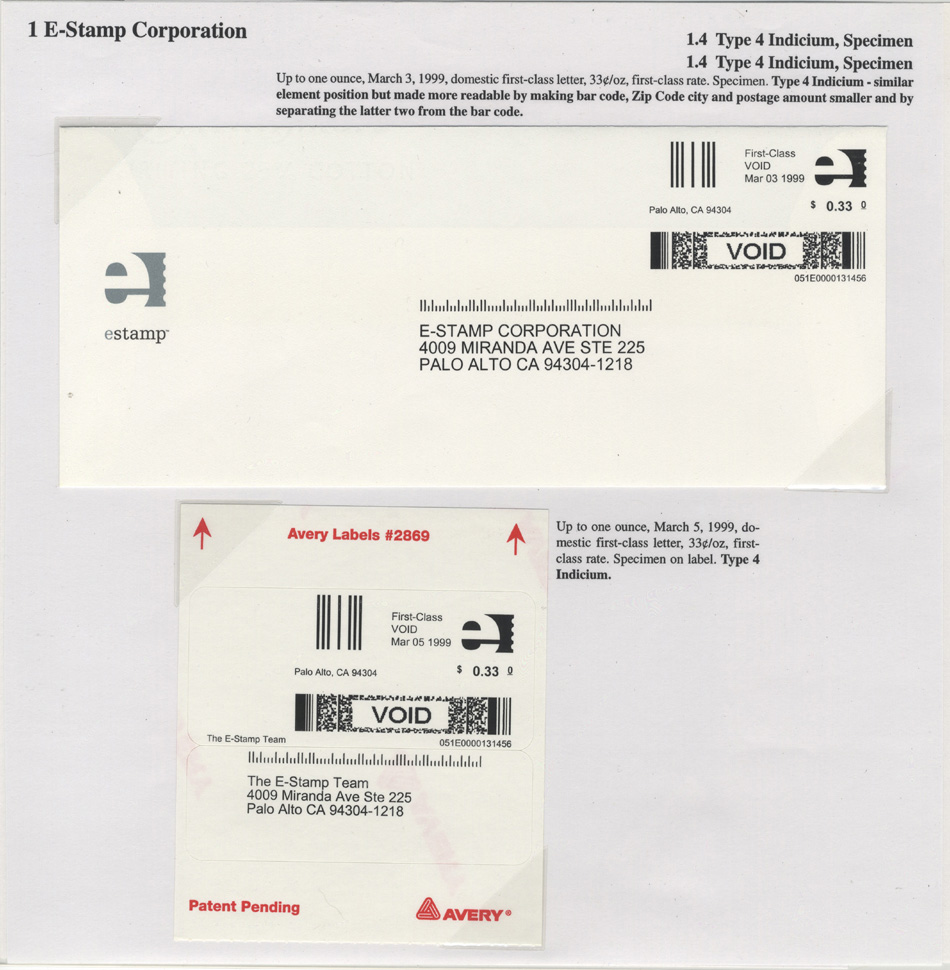 1 E-Stamp Corporation
1.4 Type 4 Indicium, Specimen
1.4 Type 4 Indicium, Specimen
Up to one ounce, March 3, 1999, domestic first-class letter, 33¢/oz, first-class rate. Specimen. Type 4 Indicium - similar
element position but made more readable by making bar code, Zip Code city and postage amount smaller and by
separating the latter two from the bar code.
First-Class
VOID
Mar 03 1999
e
Palo Alto, CA 94304
$ 0.33 0
VOID
051E0000131456
e
estamp™
E-STAMP CORPORATION
4009 MIRANDA AVE STE 225
PALO ALTO CA 94304-1218
Avery Labels #2869
Up to one ounce, March 5, 1999, do-
mestic first-class letter, 33¢/oz, first-
class rate. Specimen on label. Type 4
Indicium.
First-Class
VOID
Mar 05 1999
e
Palo Alto, CA 94304
$ 0.33 0
VOID
The E-Stamp Team
051E0000131456
The E-Stamp Team
4009 Miranda Ave Ste 225
Palo Alto CA 94304-1218
Patent Pending
AVERY®